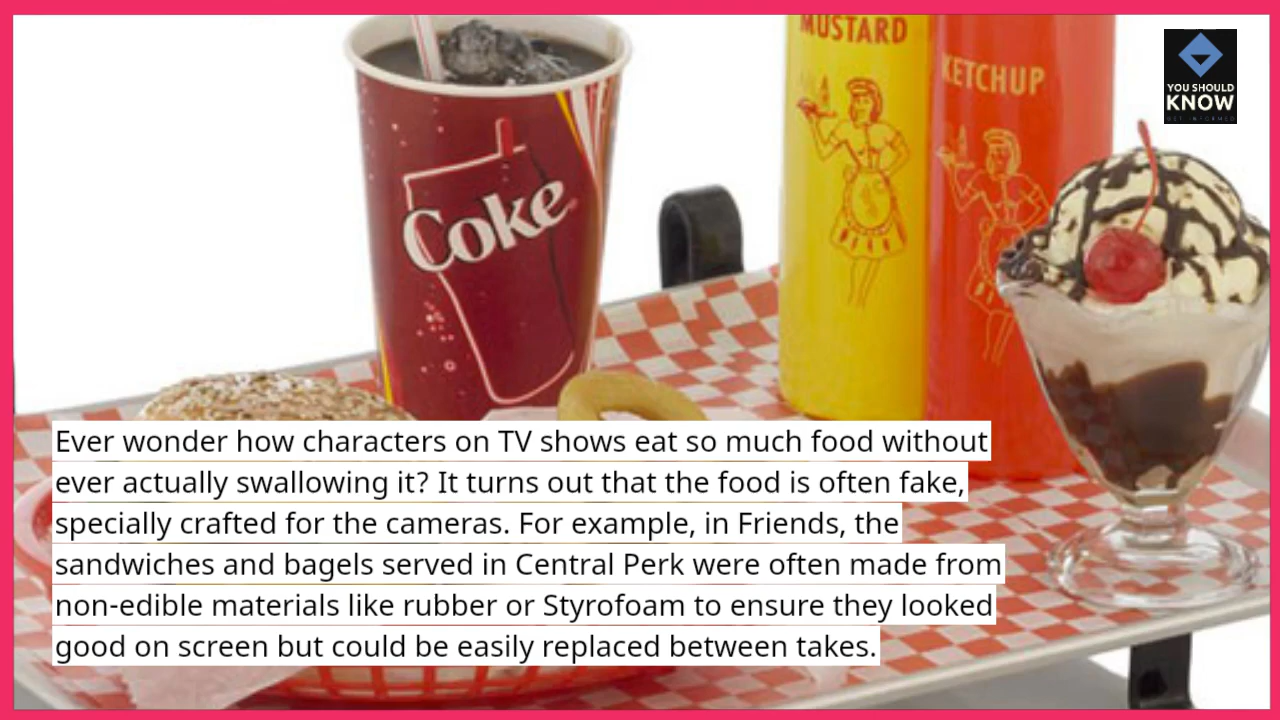 MUSTARD
KETCHUP
YOU SHOULD
KNOW
GET INFORMED
Coke
Ever wonder how characters on TV shows eat so much food without
ever actually swallowing it? It turns out that the food is often fake,
specially crafted for the cameras. For example, in Friends, the
sandwiches and bagels served in Central Perk were often made from
non-edible materials like rubber or Styrofoam to ensure they looked
good on screen but could be easily replaced between takes.